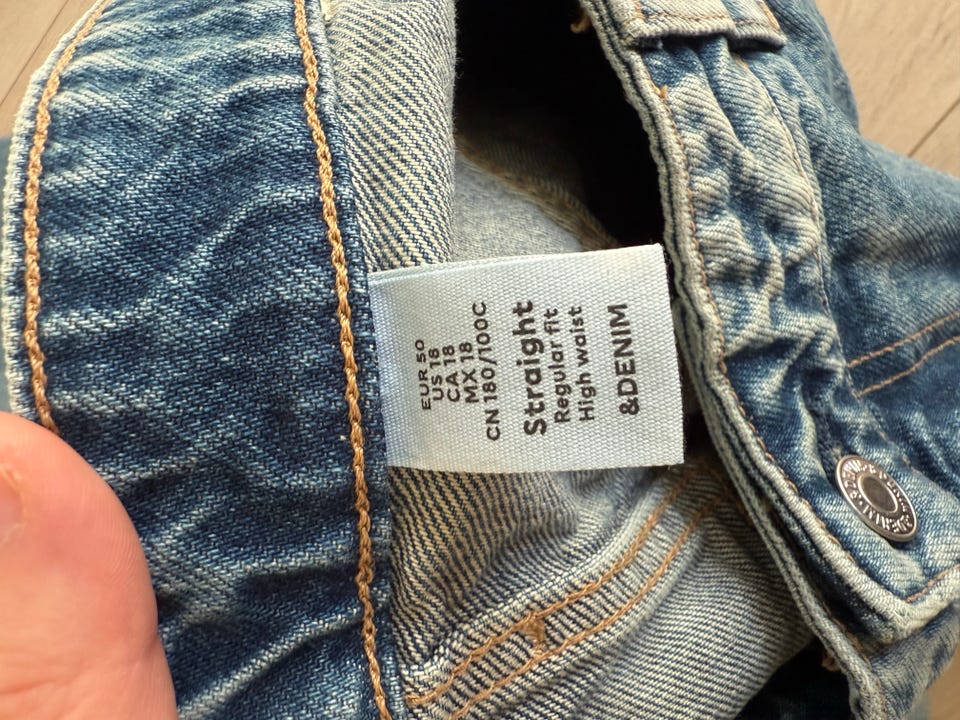 EUR 50
US 18
CA 18
MX 18
CN 180/100C
Straight
Regular fit
High waist
&DENIM